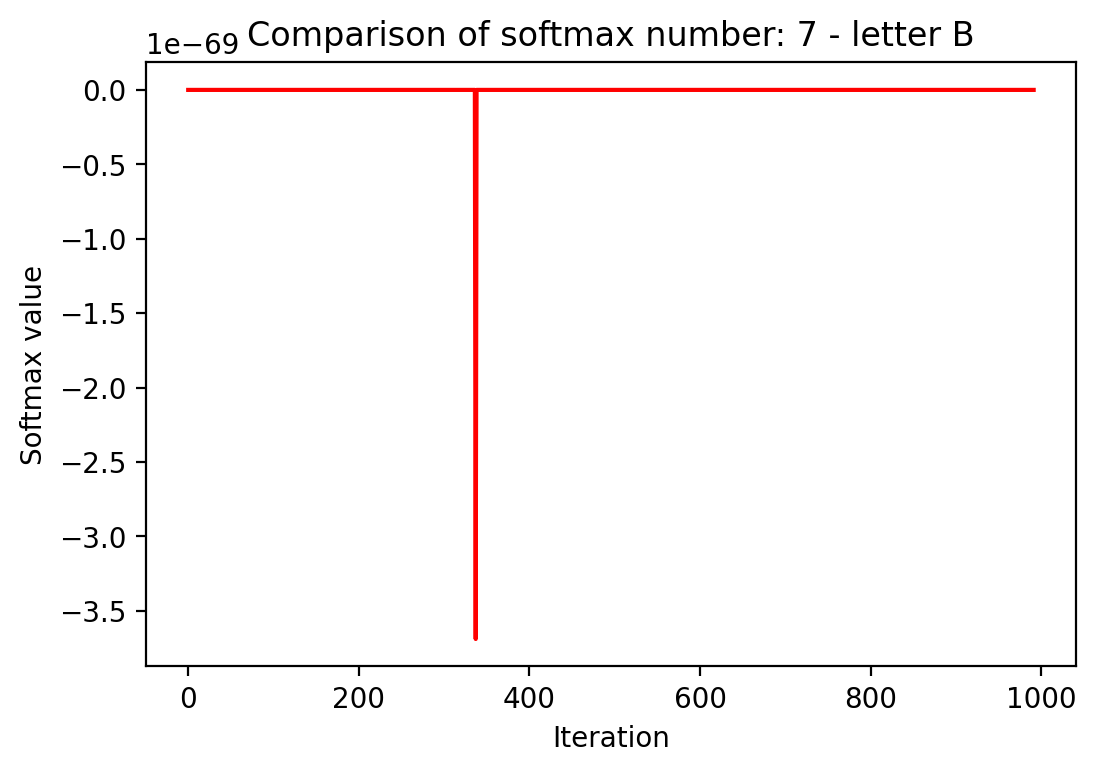 Comparison of softmax number: 7 - letter B
1e−69
0.0
−0.5
−1.0
−1.5
−2.0
−2.5
−3.0
−3.5
Softmax value
0 200 400 600 800 1000
Iteration